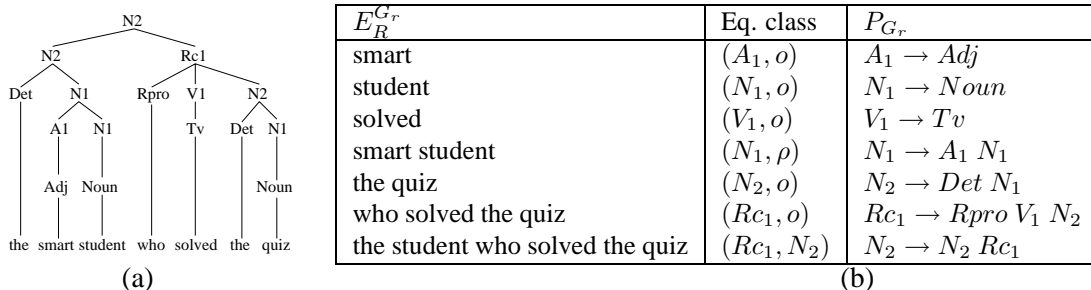 N2
N2 Rc1
Det N1 Rpro V1 N2
A1 N1 Tv Det N1
Adj Noun Noun
the smart student who solved the quiz
(a)
E_R^{G_r} Eq. class P_{G_r}
smart (A_1, o) A_1 → Adj
student (N_1, o) N_1 → Noun
solved (V_1, o) V_1 → Tv
smart student (N_1, ρ) N_1 → A_1 N_1
the quiz (N_2, o) N_2 → Det N_1
who solved the quiz (Rc_1, o) Rc_1 → Rpro V_1 N_2
the student who solved the quiz (Rc_1, N_2) N_2 → N_2 Rc_1
(b)